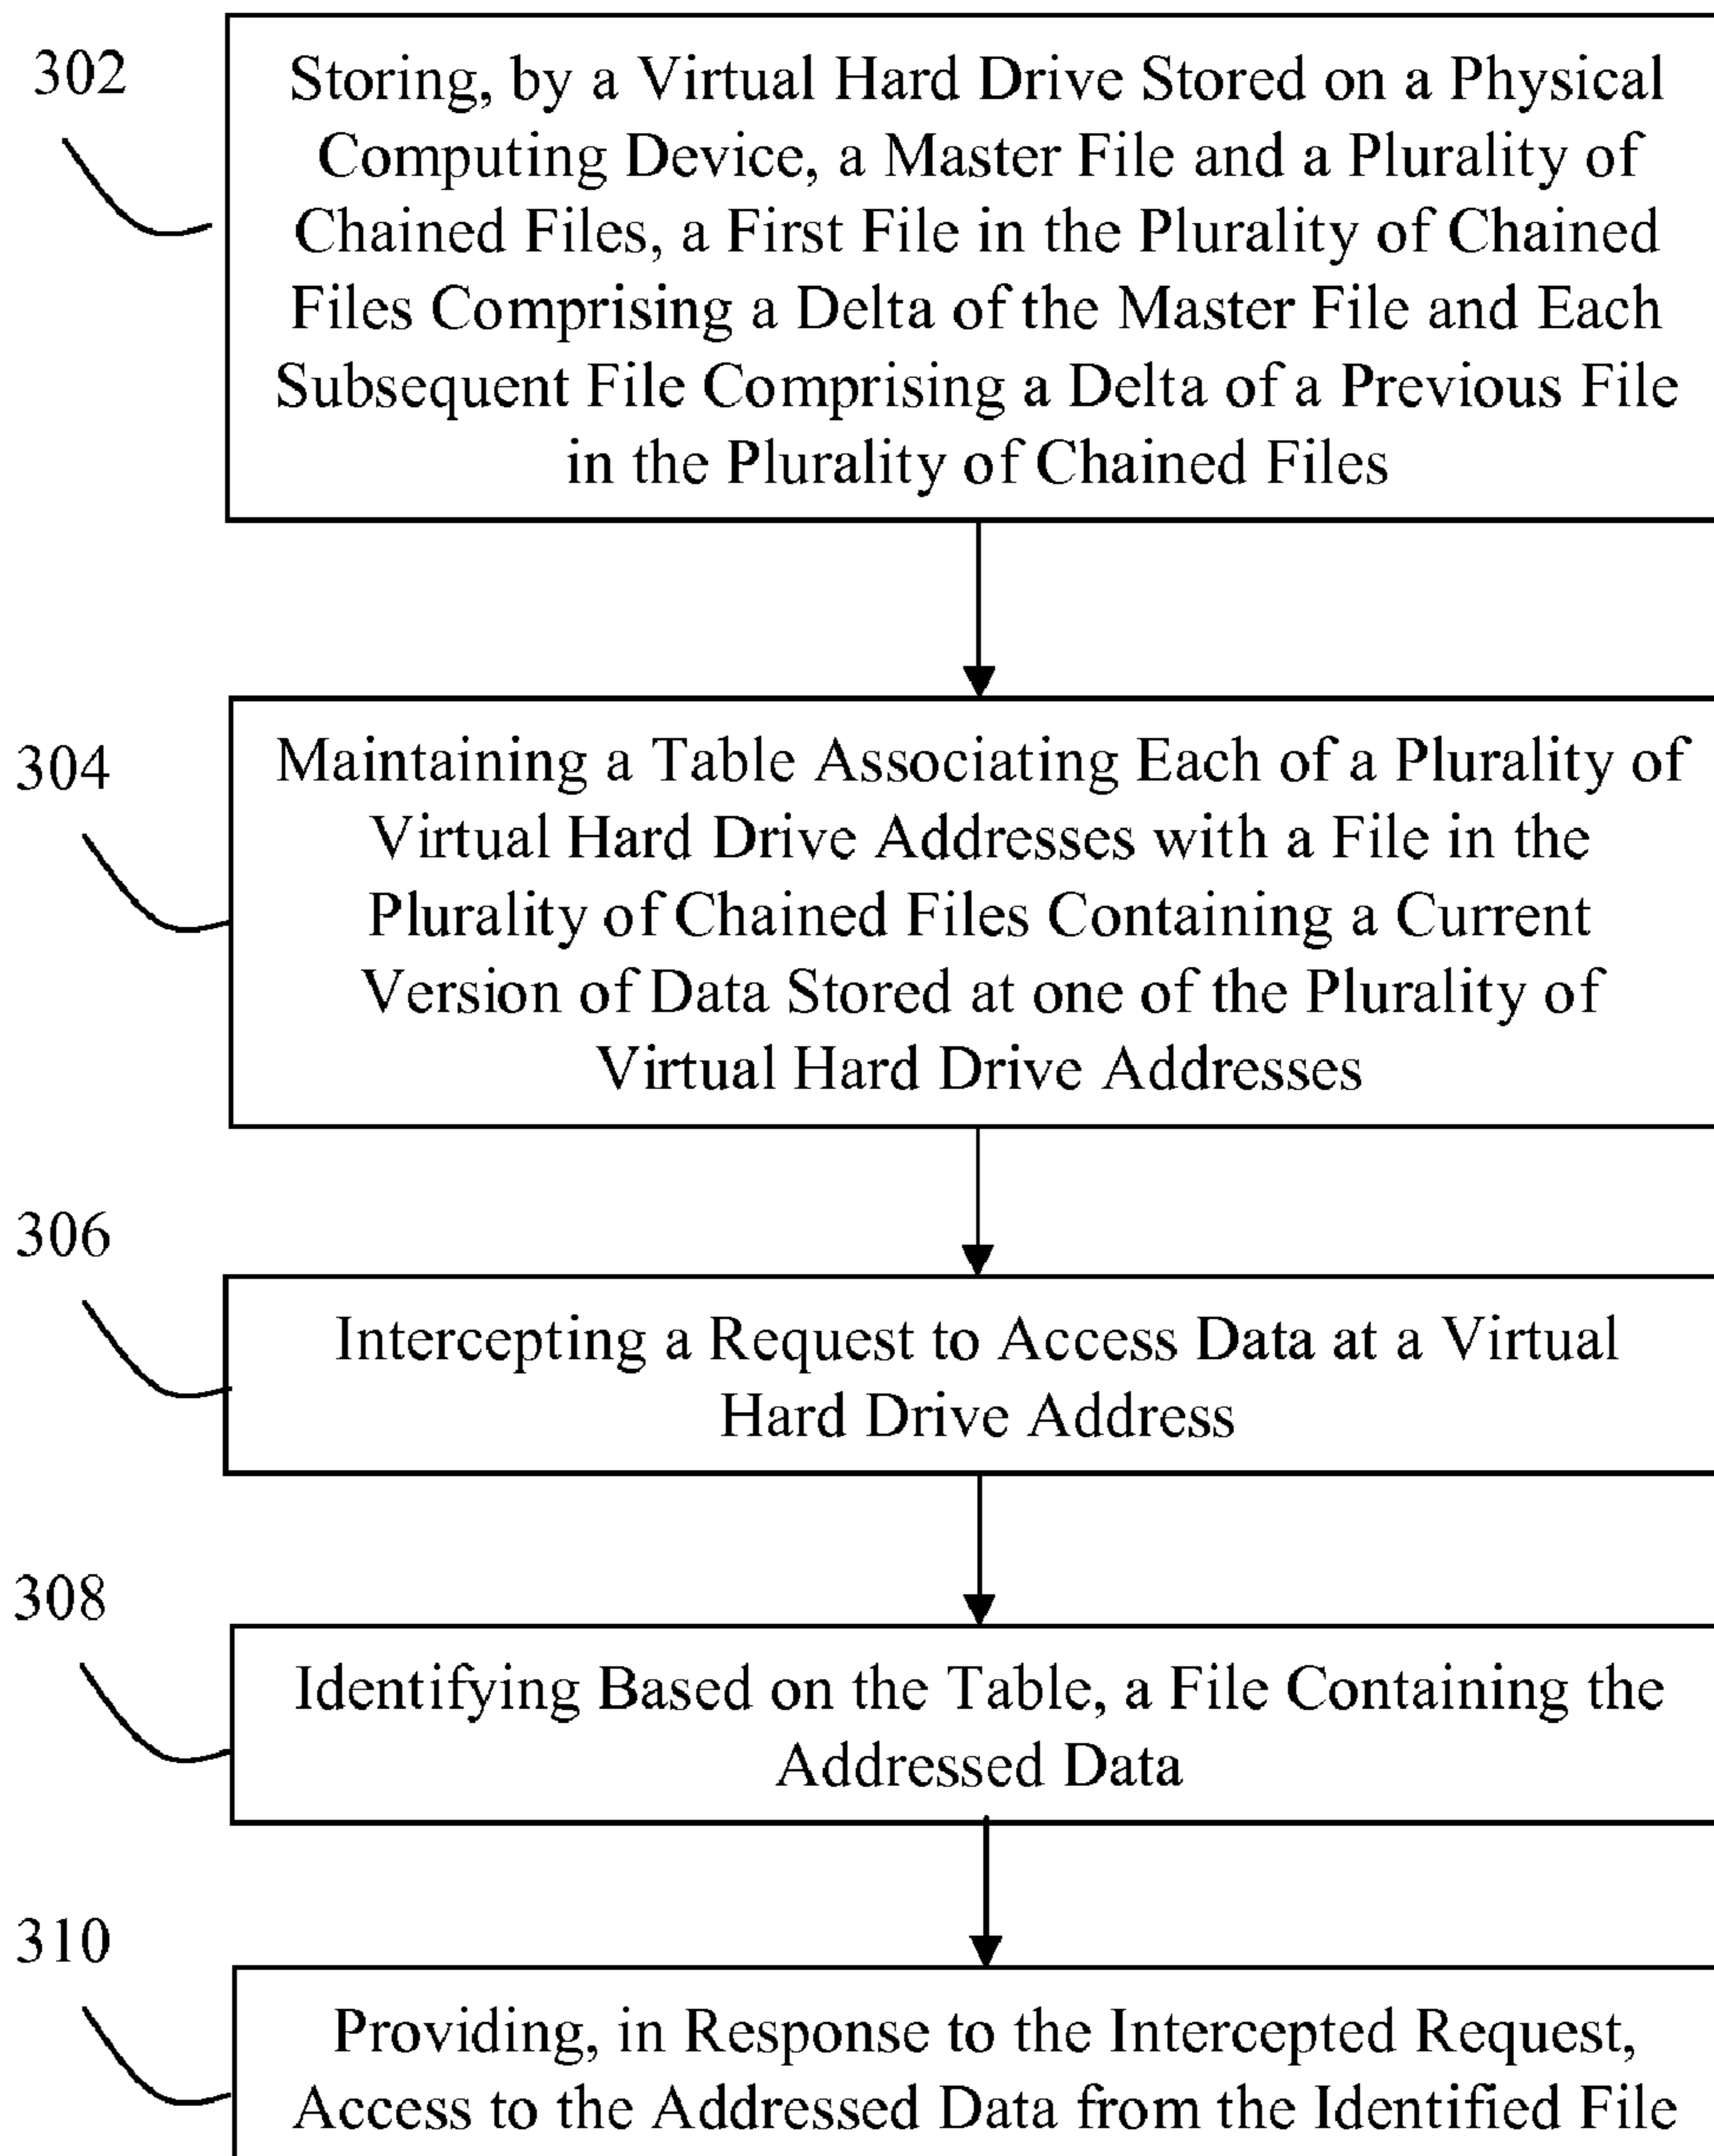 302
Storing, by a Virtual Hard Drive Stored on a Physical
Computing Device, a Master File and a Plurality of
Chained Files, a First File in the Plurality of Chained
Files Comprising a Delta of the Master File and Each
Subsequent File Comprising a Delta of a Previous File
in the Plurality of Chained Files
304
Maintaining a Table Associating Each of a Plurality of
Virtual Hard Drive Addresses with a File in the
Plurality of Chained Files Containing a Current
Version of Data Stored at one of the Plurality of
Virtual Hard Drive Addresses
306
Intercepting a Request to Access Data at a Virtual
Hard Drive Address
308
Identifying Based on the Table, a File Containing the
Addressed Data
310
Providing, in Response to the Intercepted Request,
Access to the Addressed Data from the Identified File